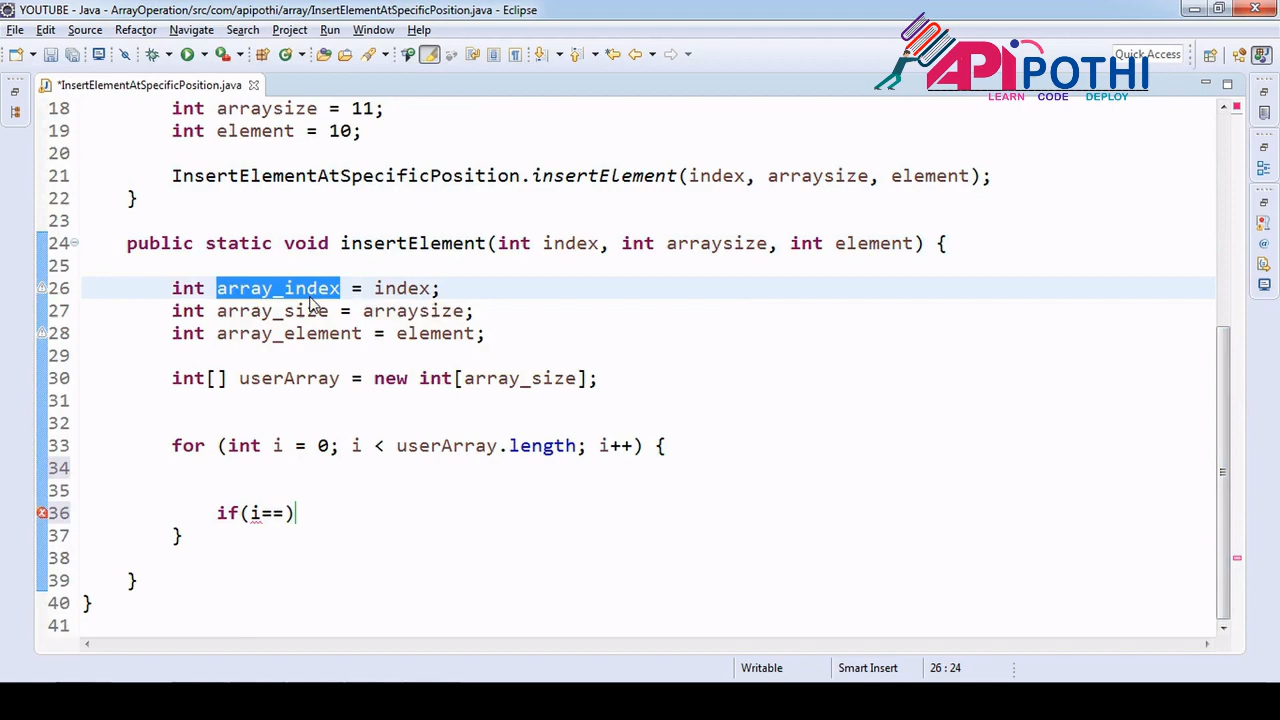 YOUTUBE - Java - ArrayOperation/src/com/apipothi/array/InsertElementAtSpecificPosition.java - Eclipse
File Edit Source Refactor Navigate Search Project Run Window Help
Quick Access
API POTHI
LEARN CODE DEPLOY
*InsertElementAtSpecificPosition.java
18 int arraysize = 11;
19 int element = 10;
20
21 InsertElementAtSpecificPosition.insertElement(index, arraysize, element);
22 }
23
24 public static void insertElement(int index, int arraysize, int element) {
25
26 int array_index = index;
27 int array_size = arraysize;
28 int array_element = element;
29
30 int[] userArray = new int[array_size];
31
32
33 for (int i = 0; i < userArray.length; i++) {
34
35
36 if(i==)
37 }
38
39 }
40 }
41
Writable Smart Insert 26 : 24